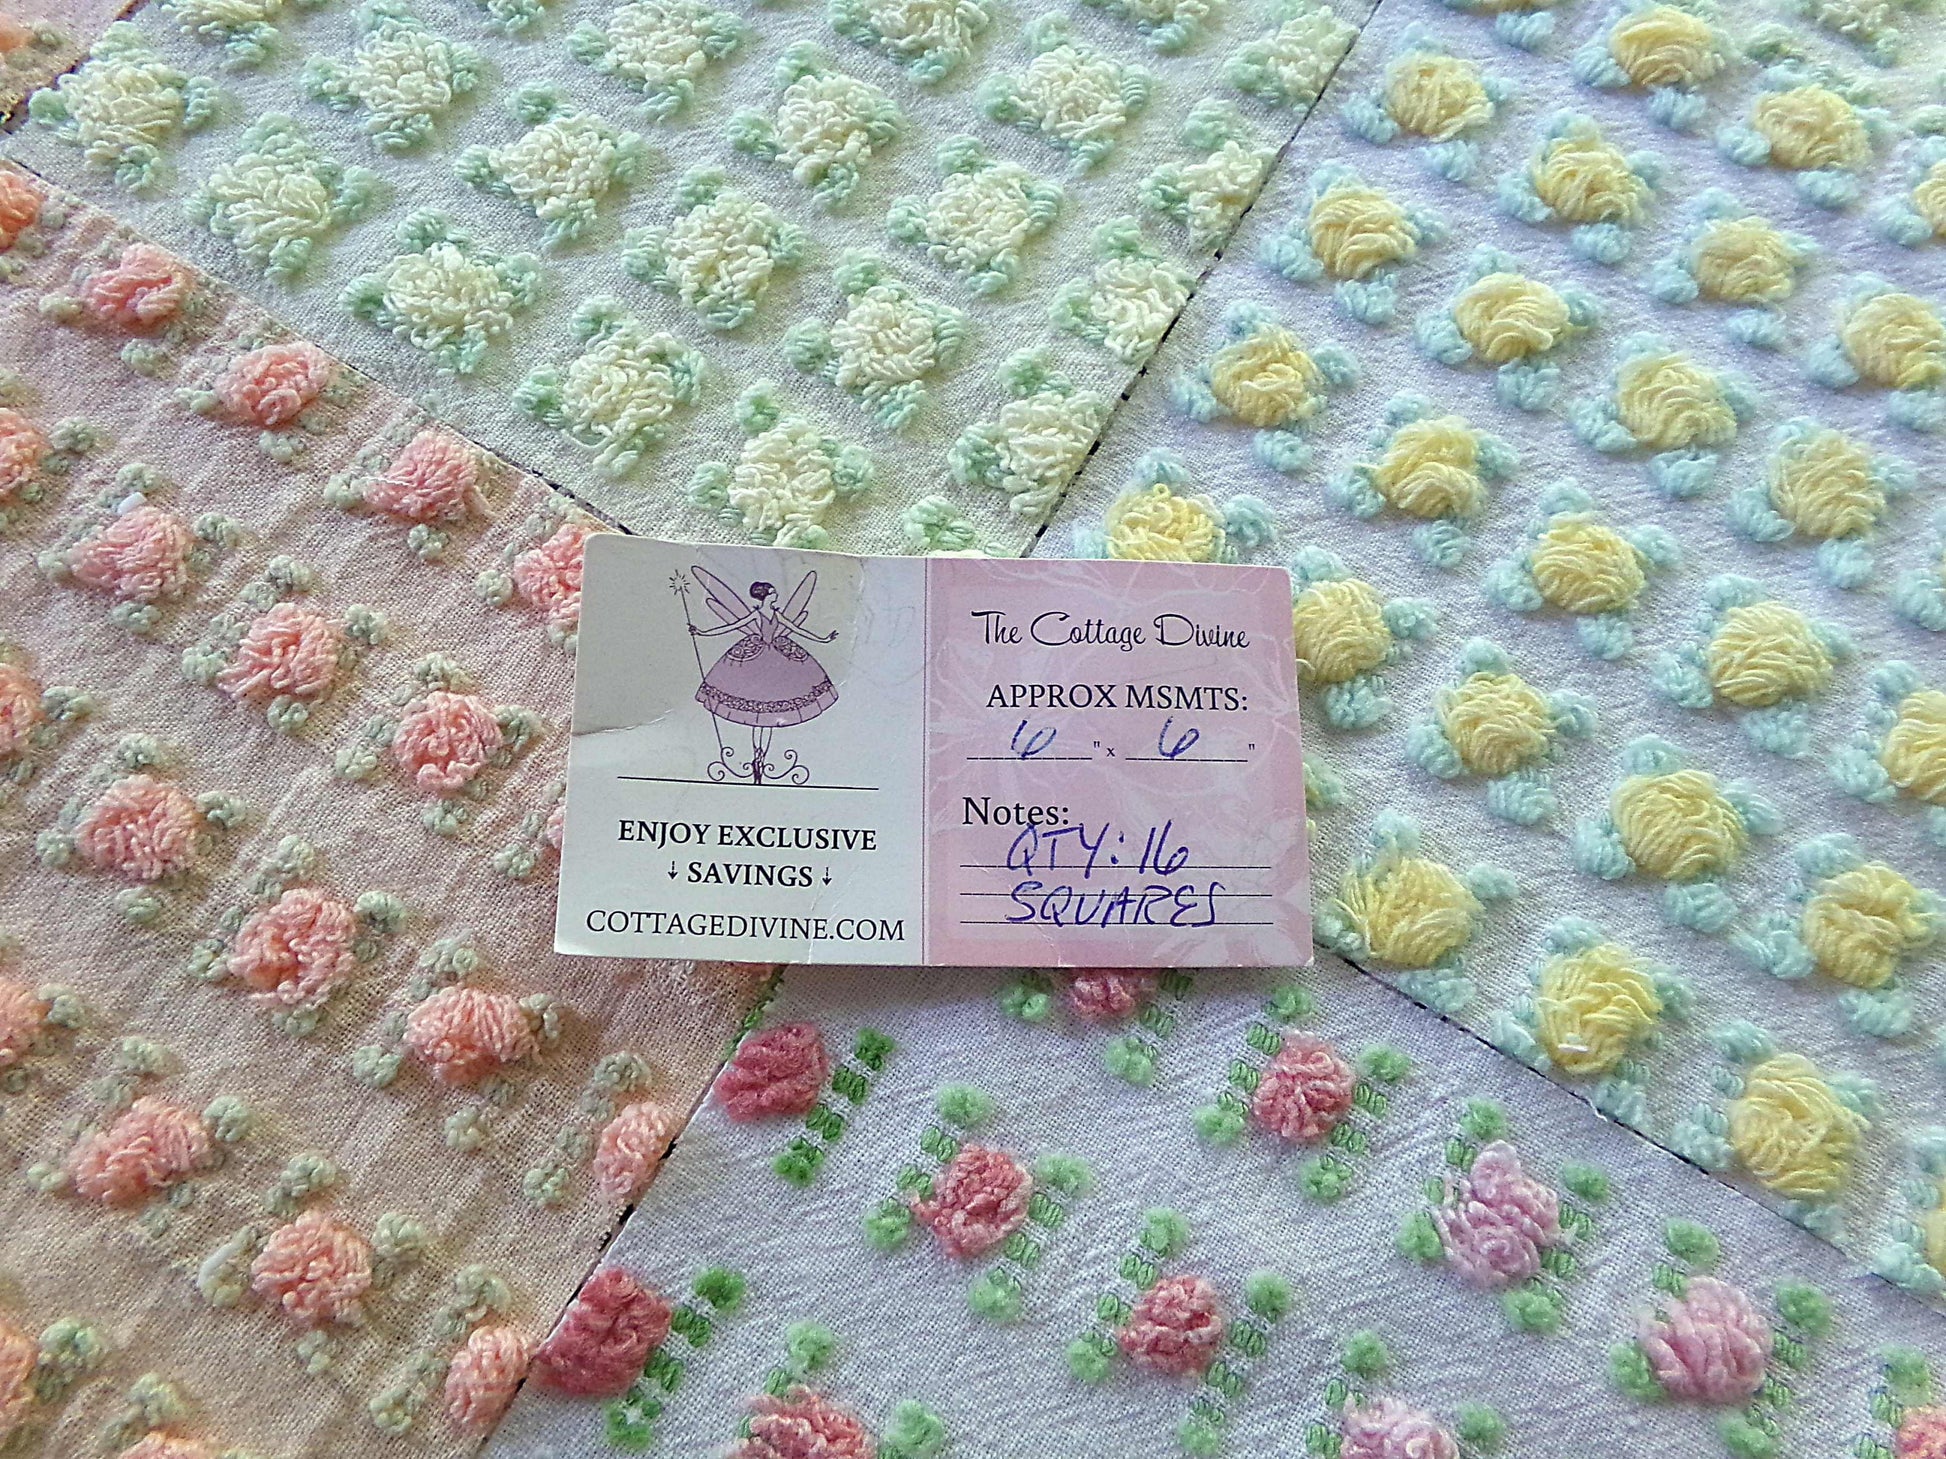 The Cottage Divine
APPROX MSMTS:
6 " x 6 "
Notes:
QTY: 16
SQUARES
ENJOY EXCLUSIVE
↓ SAVINGS ↓
COTTAGEDIVINE.COM